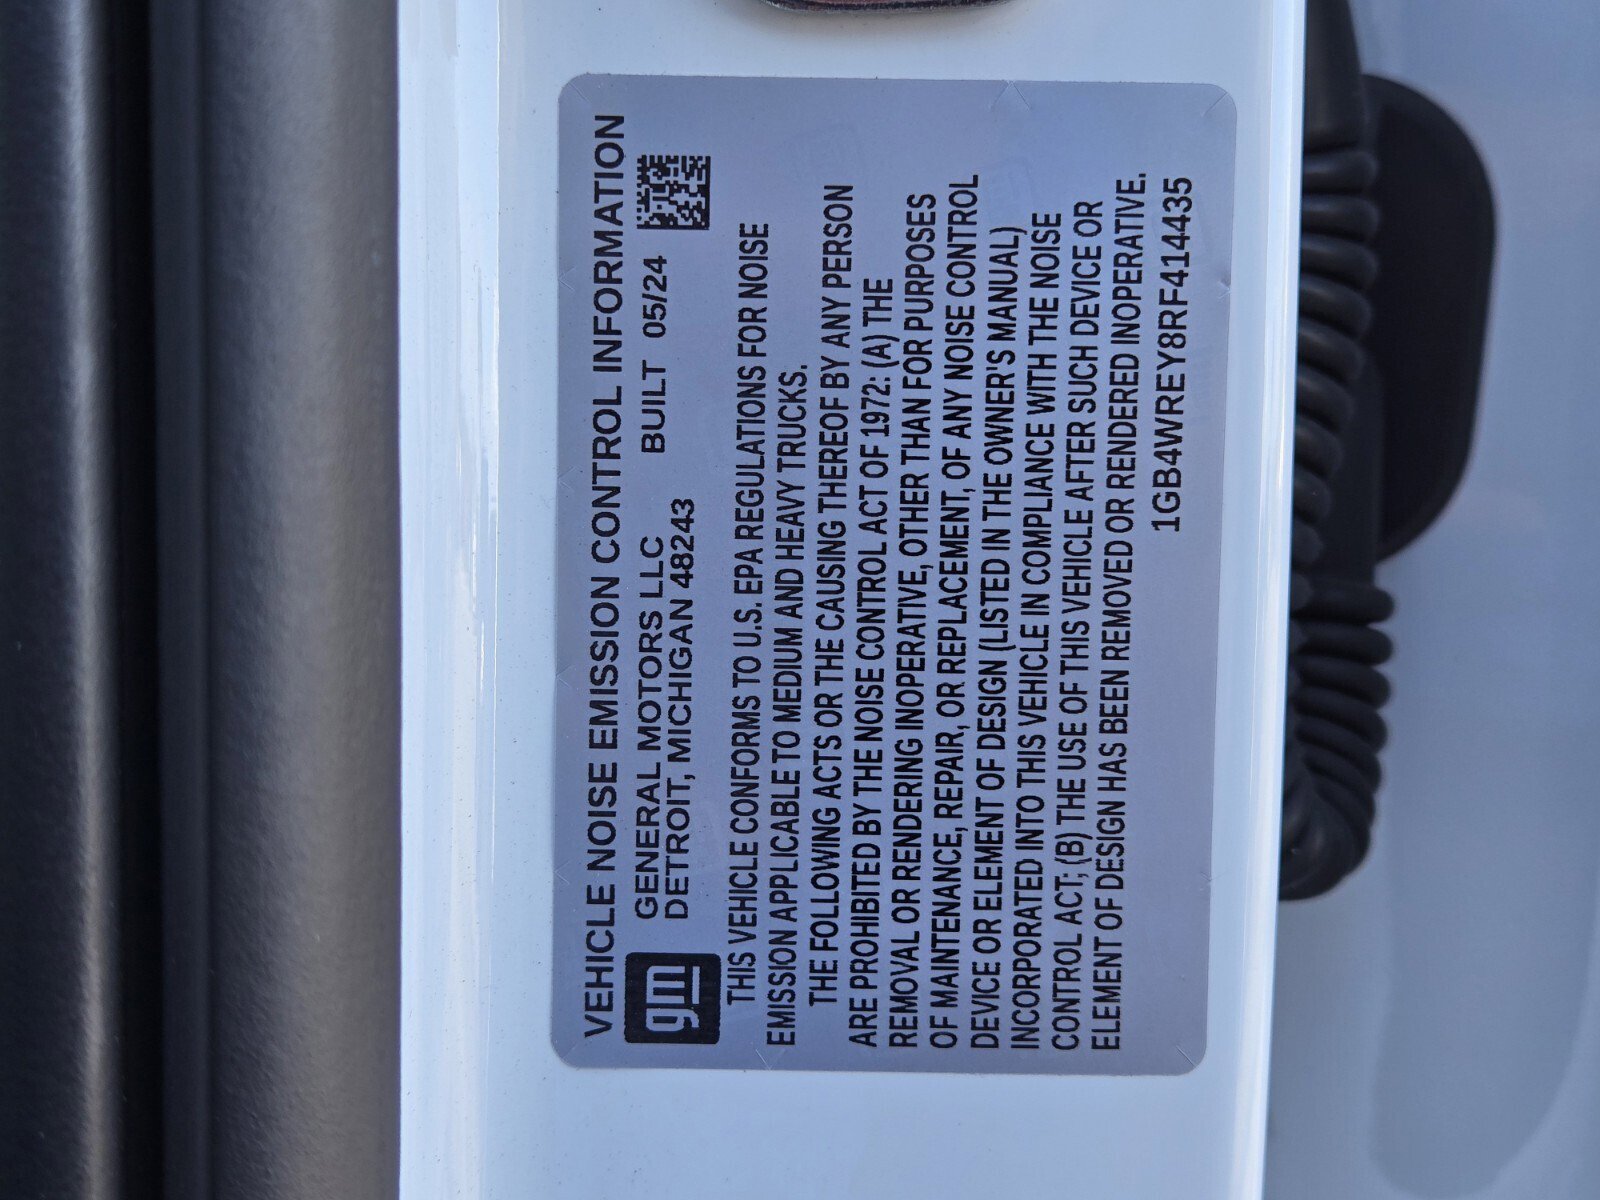 VEHICLE NOISE EMISSION CONTROL INFORMATION
gm
GENERAL MOTORS LLC BUILT 05/24
DETROIT, MICHIGAN 48243
THIS VEHICLE CONFORMS TO U.S. EPA REGULATIONS FOR NOISE
EMISSION APPLICABLE TO MEDIUM AND HEAVY TRUCKS.
THE FOLLOWING ACTS OR THE CAUSING THEREOF BY ANY PERSON
ARE PROHIBITED BY THE NOISE CONTROL ACT OF 1972: (A) THE
REMOVAL OR RENDERING INOPERATIVE, OTHER THAN FOR PURPOSES
OF MAINTENANCE, REPAIR, OR REPLACEMENT, OF ANY NOISE CONTROL
DEVICE OR ELEMENT OF DESIGN (LISTED IN THE OWNER'S MANUAL)
INCORPORATED INTO THIS VEHICLE IN COMPLIANCE WITH THE NOISE
CONTROL ACT; (B) THE USE OF THIS VEHICLE AFTER SUCH DEVICE OR
ELEMENT OF DESIGN HAS BEEN REMOVED OR RENDERED INOPERATIVE.
1GB4WREY8RF414435